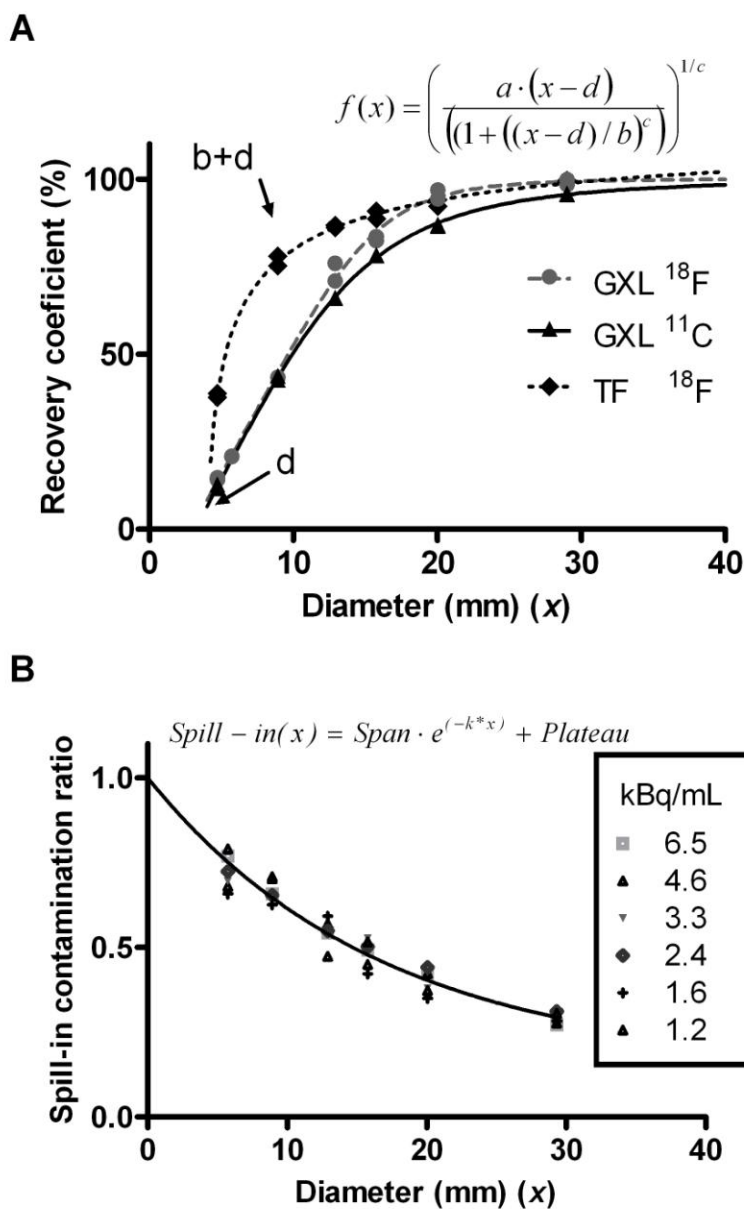 A
f(x) = ( a·(x−d) / ((1+((x−d)/b)^c) )^1/c
b+d
Recovery coeficient (%)
100
50
0
GXL ¹⁸F
GXL ¹¹C
TF ¹⁸F
d
0 10 20 30 40
Diameter (mm) (x)
B
Spill − in(x) = Span · e^(−k*x) + Plateau
Spill-in contamination ratio
1.0
0.5
0.0
kBq/mL
6.5
4.6
3.3
2.4
1.6
1.2
0 10 20 30 40
Diameter (mm) (x)